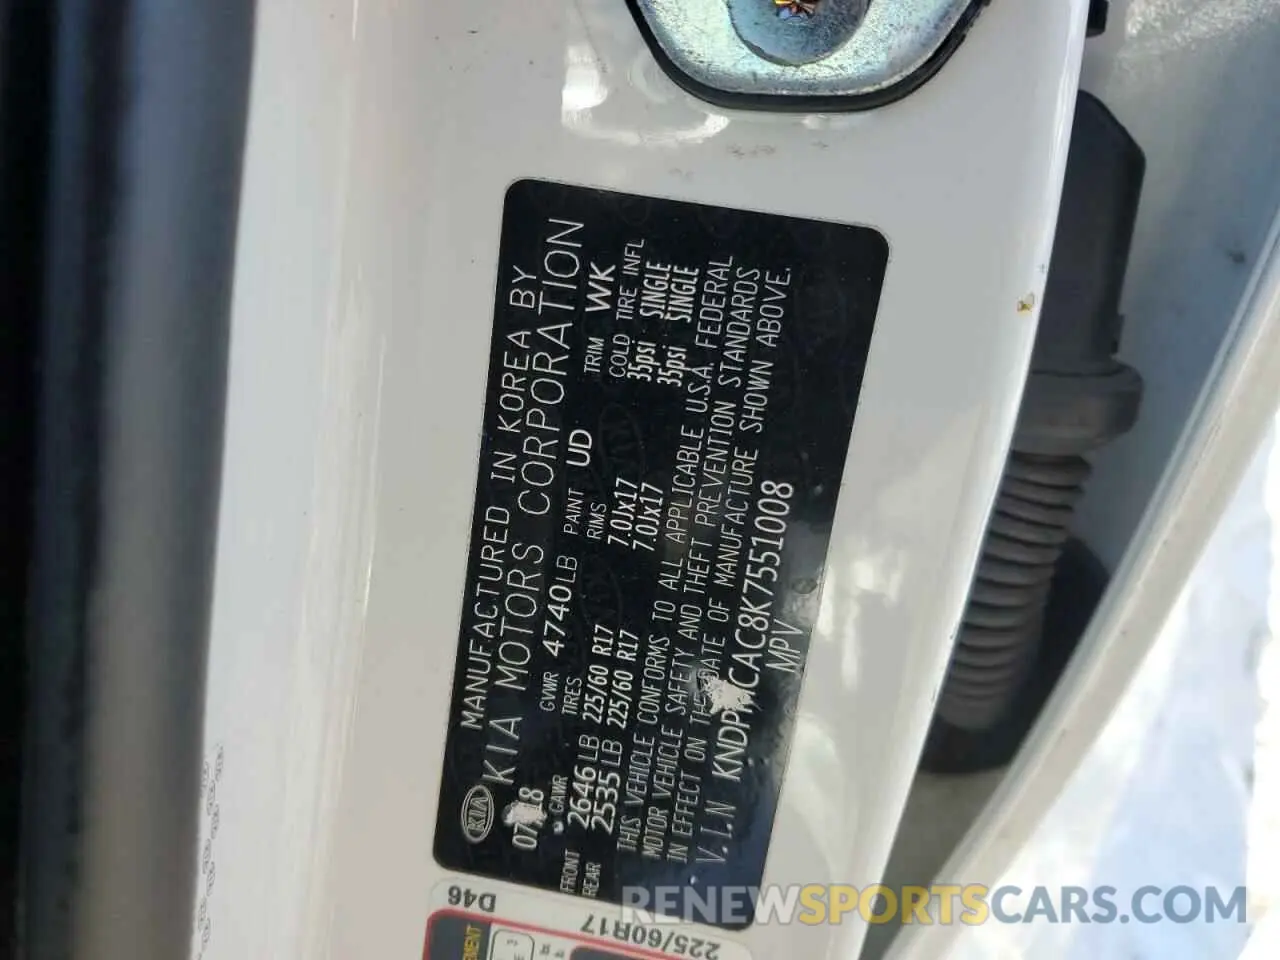 KIA
MANUFACTURED IN KOREA BY
KIA MOTORS CORPORATION
GVWR 4740LB PAINT UD TRIM WK
GAWR TIRES RIMS COLD TIRE INFL
FRONT 2646LB 225/60 R17 7.0Jx17 35psi SINGLE
REAR 2535LB 225/60 R17 7.0Jx17 35psi SINGLE
THIS VEHICLE CONFORMS TO ALL APPLICABLE U.S.A. FEDERAL
MOTOR VEHICLE SAFETY AND THEFT PREVENTION STANDARDS
IN EFFECT ON THE DATE OF MANUFACTURE SHOWN ABOVE.
V.I.N
MPV
D46
225/60R17
RENEWSPORTSCARS.COM